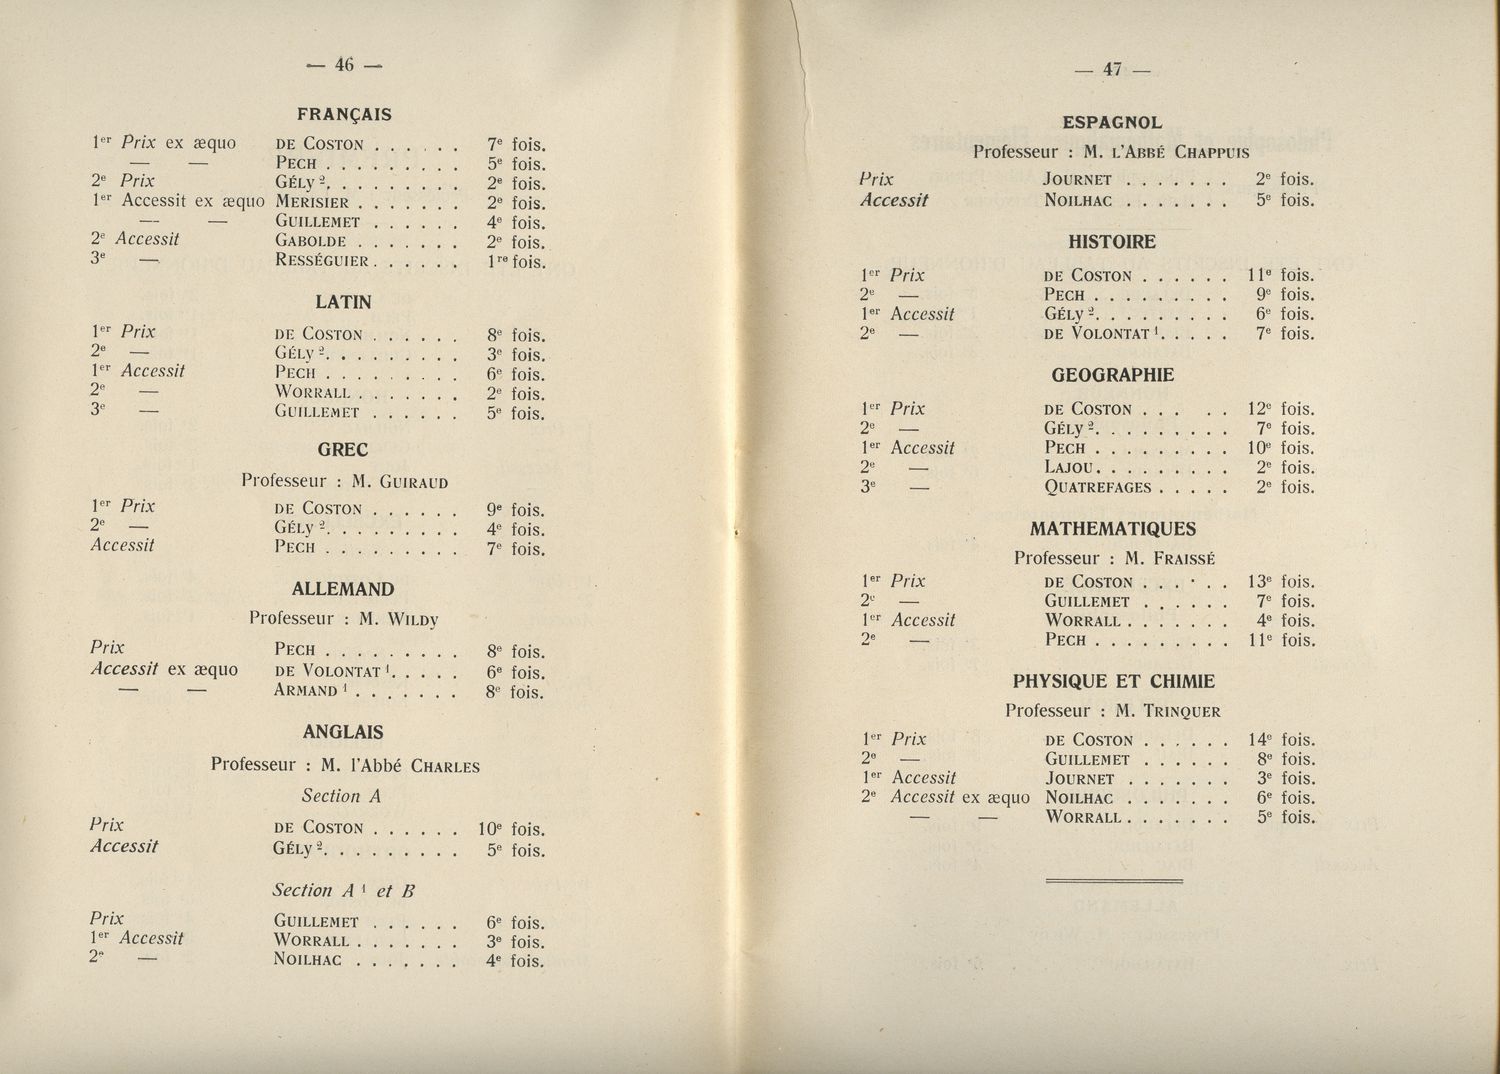 — 46 —
FRANÇAIS
1er Prix ex æquo DE COSTON . . . . . . 7e fois.
— — PECH . . . . . . . . . 5e fois.
2e Prix GÉLY 2. . . . . . . . . 2e fois.
1er Accessit ex æquo MERISIER . . . . . . . 2e fois.
— — GUILLEMET . . . . . . 4e fois.
2e Accessit GABOLDE . . . . . . . 2e fois.
3e — RESSÉGUIER . . . . . . 1re fois.
LATIN
1er Prix DE COSTON . . . . . . 8e fois.
2e — GÉLY 2. . . . . . . . . 3e fois.
1er Accessit PECH . . . . . . . . . 6e fois.
2e — WORRALL . . . . . . . 2e fois.
3e — GUILLEMET . . . . . . 5e fois.
GREC
Professeur : M. GUIRAUD
1er Prix DE COSTON . . . . . . 9e fois.
2e — GÉLY 2. . . . . . . . . 4e fois.
Accessit PECH . . . . . . . . . 7e fois.
ALLEMAND
Professeur : M. WILDY
Prix PECH . . . . . . . . . 8e fois.
Accessit ex æquo DE VOLONTAT 1. . . . . 6e fois.
— — ARMAND 1 . . . . . . . 8e fois.
ANGLAIS
Professeur : M. l'Abbé CHARLES
Section A
Prix DE COSTON . . . . . . 10e fois.
Accessit GÉLY 2. . . . . . . . . 5e fois.
Section A 1 et B
Prix GUILLEMET . . . . . . 6e fois.
1er Accessit WORRALL . . . . . . . 3e fois.
2e — NOILHAC . . . . . . . 4e fois.
— 47 —
ESPAGNOL
Professeur : M. L'ABBÉ CHAPPUIS
Prix JOURNET . . . . . . . 2e fois.
Accessit NOILHAC . . . . . . . 5e fois.
HISTOIRE
1er Prix DE COSTON . . . . . . 11e fois.
2e — PECH . . . . . . . . . 9e fois.
1er Accessit GÉLY 2. . . . . . . . . 6e fois.
2e — DE VOLONTAT 1. . . . . 7e fois.
GEOGRAPHIE
1er Prix DE COSTON . . . . . 12e fois.
2e — GÉLY 2. . . . . . . . . 7e fois.
1er Accessit PECH . . . . . . . . . 10e fois.
2e — LAJOU. . . . . . . . . 2e fois.
3e — QUATREFAGES . . . . . 2e fois.
MATHEMATIQUES
Professeur : M. FRAISSÉ
1er Prix DE COSTON . . . . . . 13e fois.
2e — GUILLEMET . . . . . . 7e fois.
1er Accessit WORRALL . . . . . . . 4e fois.
2e — PECH . . . . . . . . . 11e fois.
PHYSIQUE ET CHIMIE
Professeur : M. TRINQUER
1er Prix DE COSTON . . . . . . 14e fois.
2e — GUILLEMET . . . . . . 8e fois.
1er Accessit JOURNET . . . . . . . 3e fois.
2e Accessit ex æquo NOILHAC . . . . . . . 6e fois.
— — WORRALL . . . . . . . 5e fois.